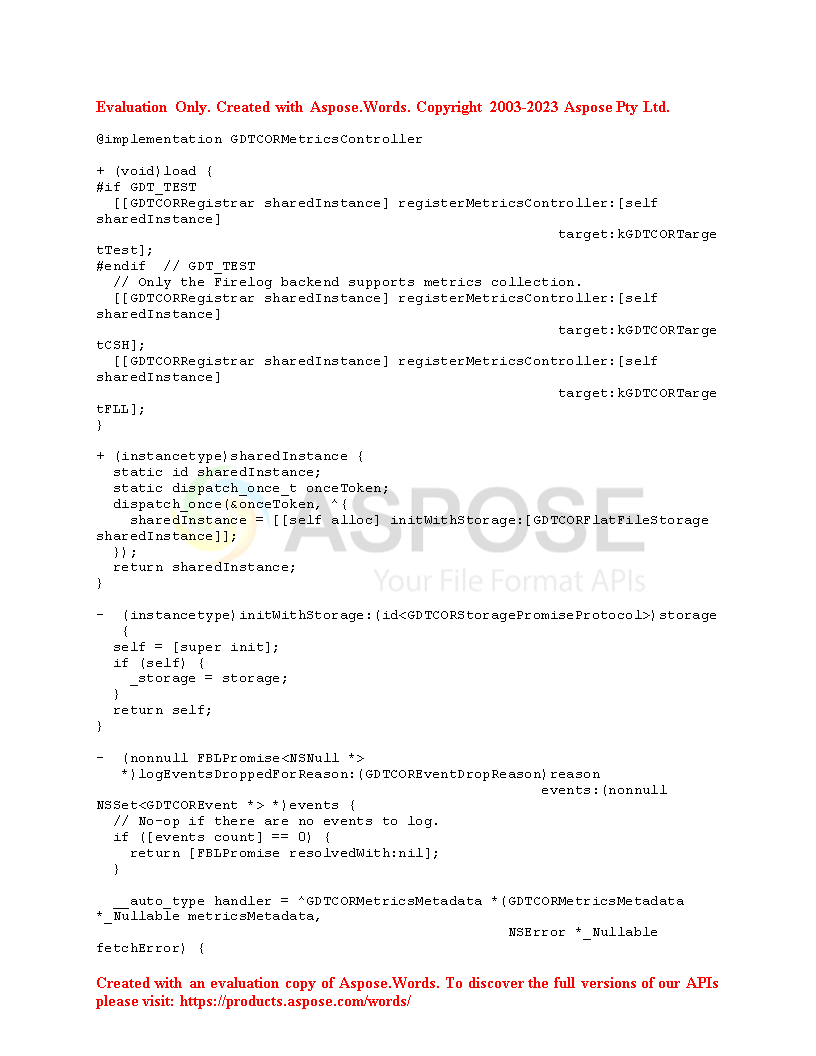 Evaluation Only. Created with Aspose.Words. Copyright 2003-2023 Aspose Pty Ltd.
@implementation GDTCORMetricsController
+ (void)load {
#if GDT_TEST
  [[GDTCORRegistrar sharedInstance] registerMetricsController:[self
sharedInstance]
                                                       target:kGDTCORTarge
tTest];
#endif  // GDT_TEST
  // Only the Firelog backend supports metrics collection.
  [[GDTCORRegistrar sharedInstance] registerMetricsController:[self
sharedInstance]
                                                       target:kGDTCORTarge
tCSH];
  [[GDTCORRegistrar sharedInstance] registerMetricsController:[self
sharedInstance]
                                                       target:kGDTCORTarge
tFLL];
}
+ (instancetype)sharedInstance {
  static id sharedInstance;
  static dispatch_once_t onceToken;
  dispatch_once(&onceToken, ^{
    sharedInstance = [[self alloc] initWithStorage:[GDTCORFlatFileStorage
sharedInstance]];
  });
  return sharedInstance;
}
ASPOSE
Your File Format APIs
-  (instancetype)initWithStorage:(id<GDTCORStoragePromiseProtocol>)storage
   {
  self = [super init];
  if (self) {
    _storage = storage;
  }
  return self;
}
-  (nonnull FBLPromise<NSNull *>
   *)logEventsDroppedForReason:(GDTCOREventDropReason)reason
                                                     events:(nonnull
NSSet<GDTCOREvent *> *)events {
  // No-op if there are no events to log.
  if ([events count] == 0) {
    return [FBLPromise resolvedWith:nil];
  }
  __auto_type handler = ^GDTCORMetricsMetadata *(GDTCORMetricsMetadata
*_Nullable metricsMetadata,
                                                 NSError *_Nullable
fetchError) {
Created with an evaluation copy of Aspose.Words. To discover the full versions of our APIs
please visit: https://products.aspose.com/words/